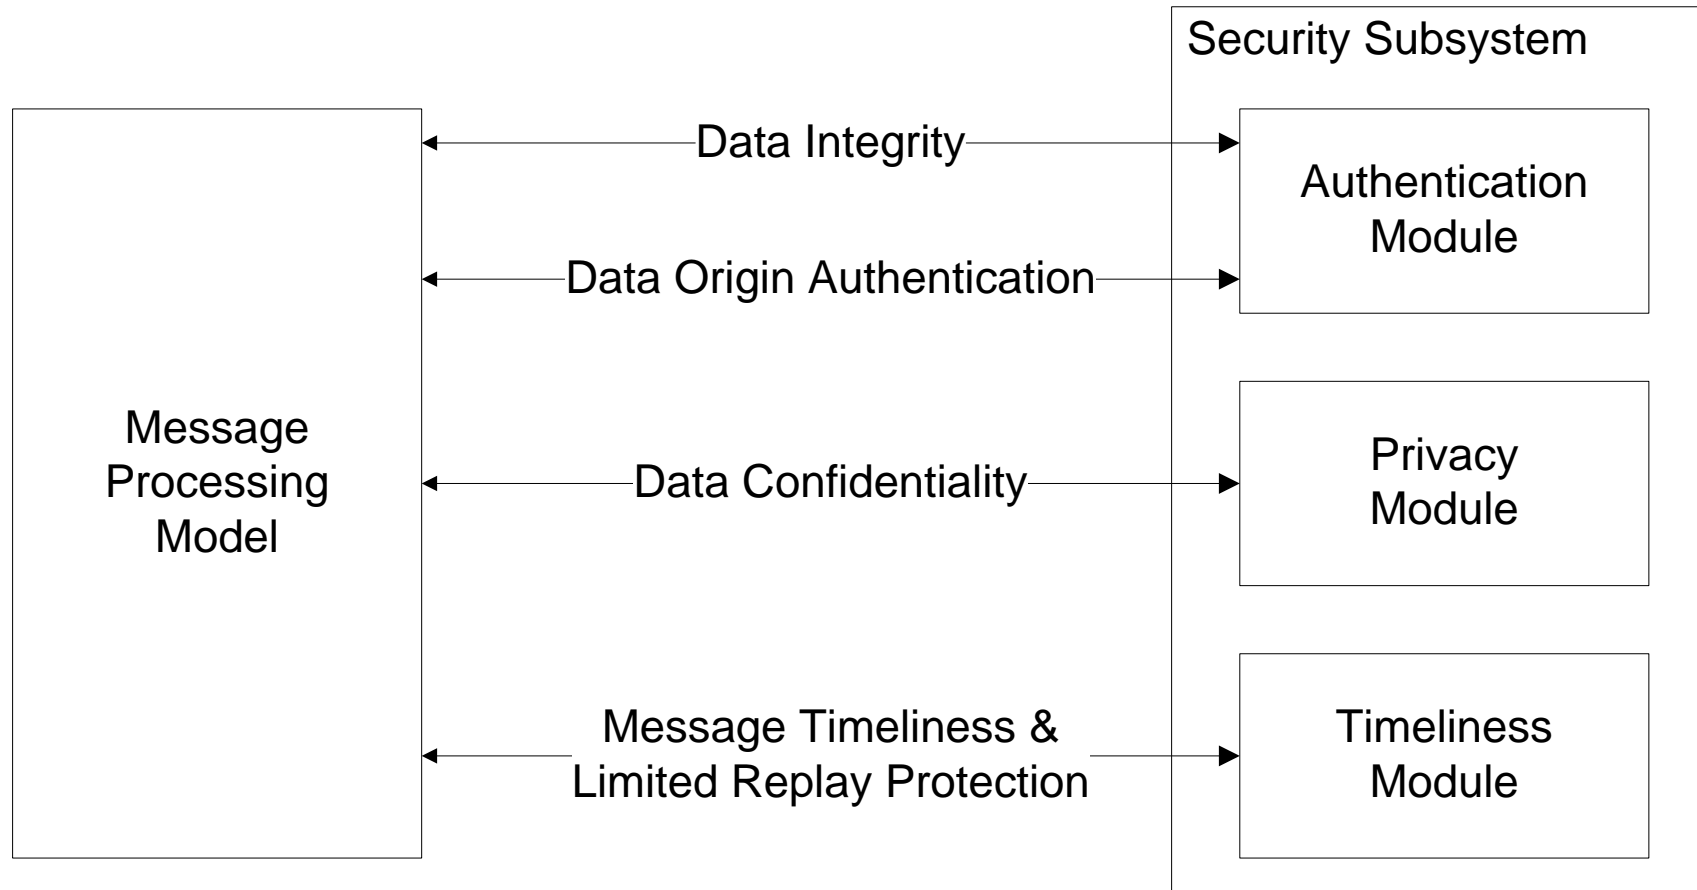 Security Subsystem
Data Integrity
Authentication
Module
Data Origin Authentication
Message
Processing
Model
Data Confidentiality
Privacy
Module
Message Timeliness &
Limited Replay Protection
Timeliness
Module